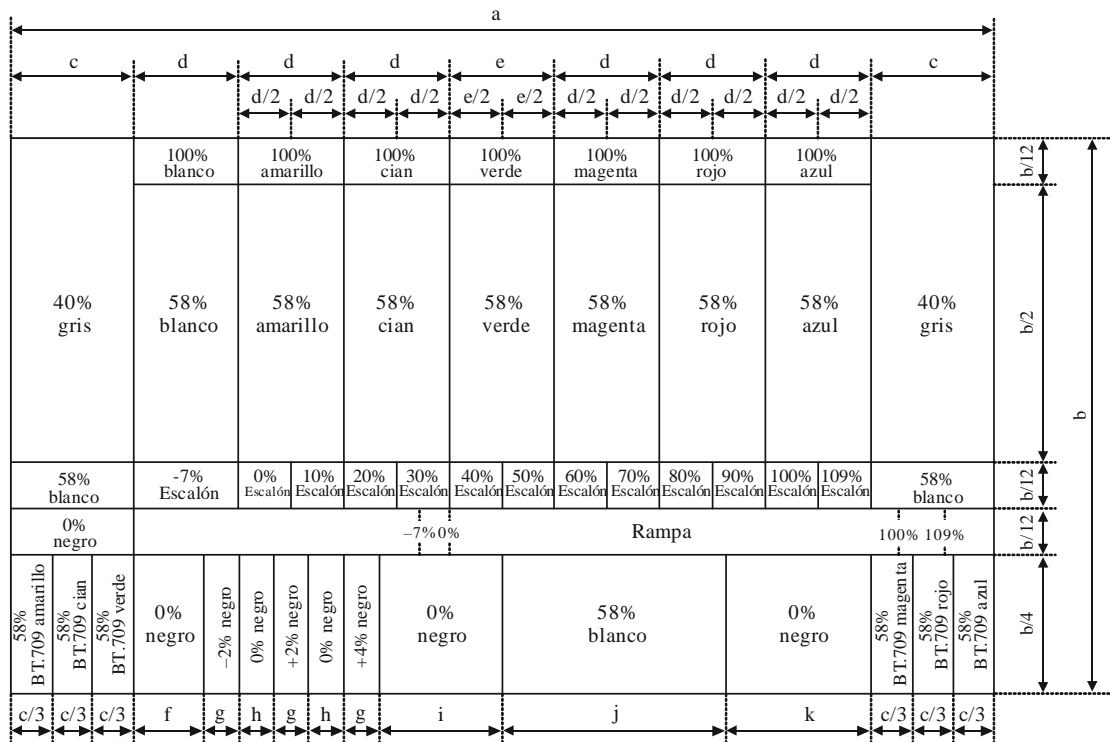 a
c d d d e d d d c
d/2 d/2 d/2 d/2 e/2 e/2 d/2 d/2 d/2 d/2 d/2 d/2
100% 100% 100% 100% 100% 100% 100%
blanco amarillo cian verde magenta rojo azul
b/12
40% 58% 58% 58% 58% 58% 58% 58% 40%
gris blanco amarillo cian verde magenta rojo azul gris
b/2
b
58% -7% 0% 10% 20% 30% 40% 50% 60% 70% 80% 90% 100% 109% 58%
blanco Escalón Escalón Escalón Escalón Escalón Escalón Escalón Escalón Escalón Escalón Escalón Escalón Escalón blanco
b/12
0%
negro
−7% 0% Rampa 100% 109%
b/12
58%
BT.709 amarillo
58%
BT.709 cian
58%
BT.709 verde
0%
negro
−2% negro
0% negro
+2% negro
0% negro
+4% negro
0%
negro
58%
blanco
0%
negro
58%
BT.709 magenta
58%
BT.709 rojo
58%
BT.709 azul
b/4
c/3 c/3 c/3 f g h g h g i j k c/3 c/3 c/3